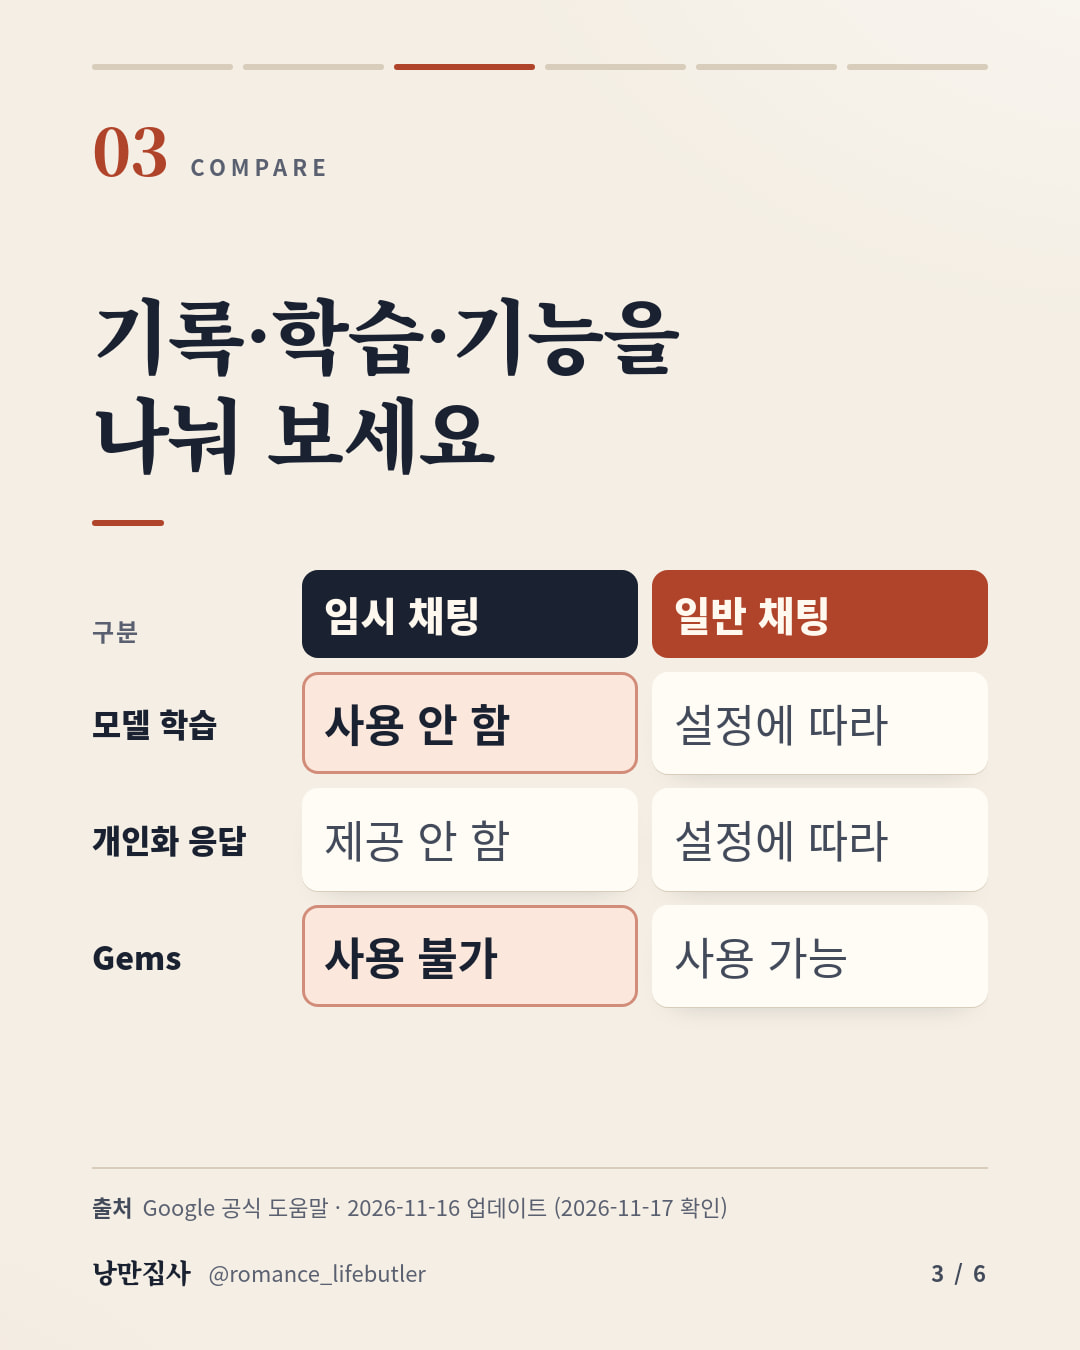 03 COMPARE
기록·학습·기능을
나눠 보세요
구분 임시 채팅 일반 채팅
모델 학습 사용 안 함 설정에 따라
개인화 응답 제공 안 함 설정에 따라
Gems 사용 불가 사용 가능
출처 Google 공식 도움말 · 2026-11-16 업데이트 (2026-11-17 확인)
낭만집사 @romance_lifebutler 3 / 6